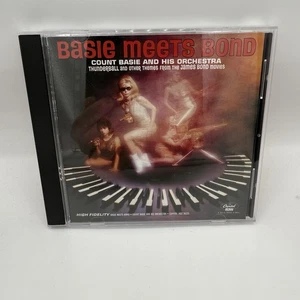 BASIE MEETS BOND
COUNT BASIE AND HIS ORCHESTRA
THUNDERBALL AND OTHER THEMES FROM THE JAMES BOND MOVIES
HIGH FIDELITY
Capitol